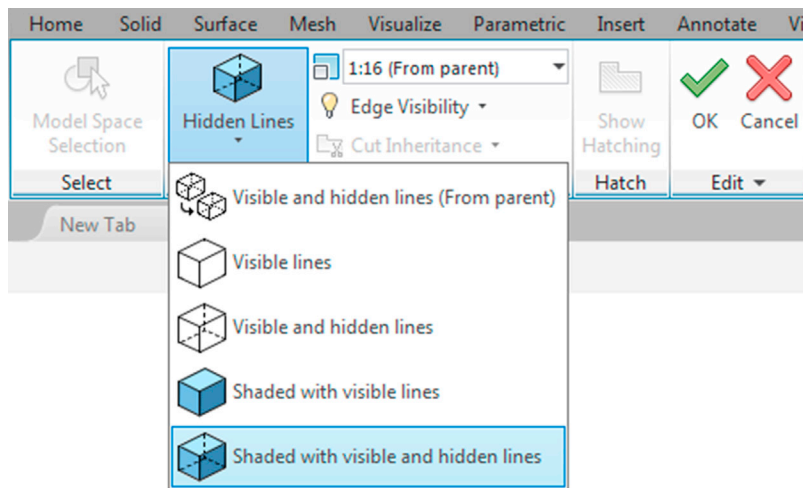 Home Solid Surface Mesh Visualize Parametric Insert Annotate Vi
Model Space
Selection
Select
Hidden Lines
1:16 (From parent)
Edge Visibility
Cut Inheritance
Show
Hatching
Hatch
OK Cancel
Edit
New Tab
Visible and hidden lines (From parent)
Visible lines
Visible and hidden lines
Shaded with visible lines
Shaded with visible and hidden lines